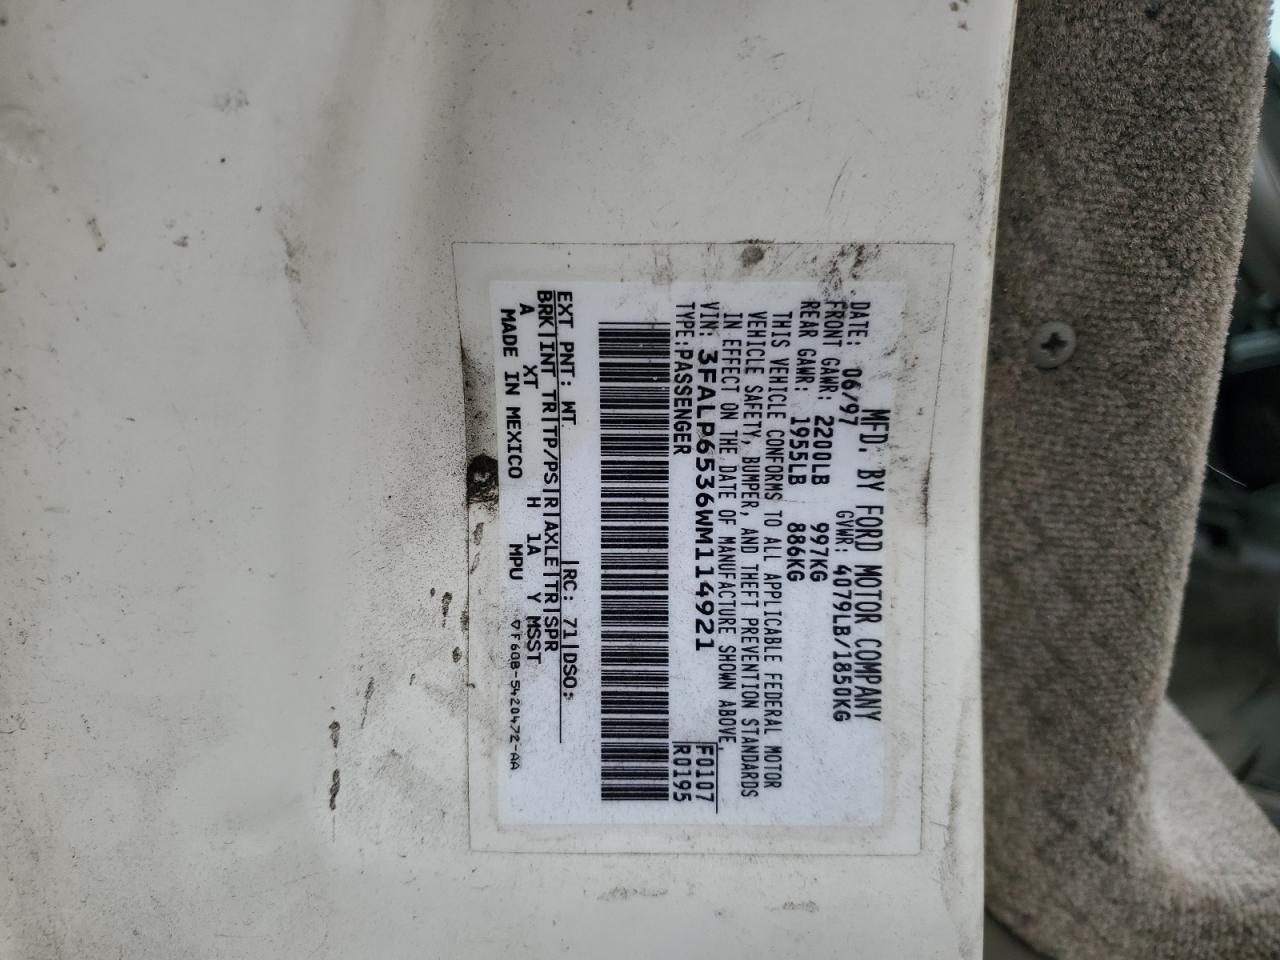 MFD. BY FORD MOTOR COMPANY
DATE: 06/97 GVWR: 4079LB/1850KG
FRONT GAWR: 2200LB 997KG
REAR GAWR: 1955LB 886KG
THIS VEHICLE CONFORMS TO ALL APPLICABLE FEDERAL MOTOR
VEHICLE SAFETY, BUMPER, AND THEFT PREVENTION STANDARDS
IN EFFECT ON THE DATE OF MANUFACTURE SHOWN ABOVE.
VIN: 3FALP6536WM114921 F0107
TYPE: PASSENGER R0195
EXT PNT: WT RC: 71 DSO:
BRK INT TR TP/PS R AXLE TR SPR
A XT H 1A Y MSST
MADE IN MEXICO MPU F60B-5420472-AA